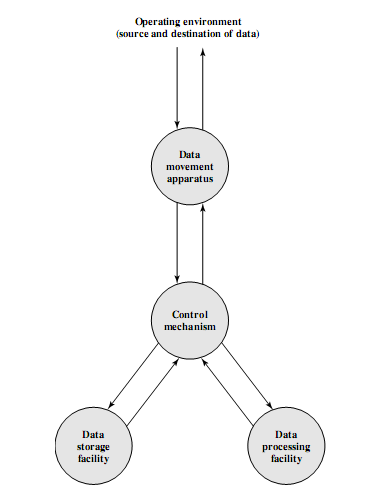 Operating environment
(source and destination of data)
Data
movement
apparatus
Control
mechanism
Data
storage
facility
Data
processing
facility